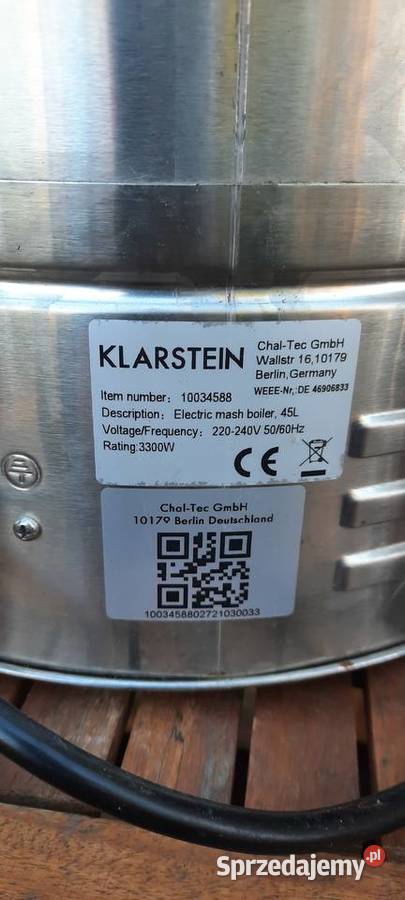 KLARSTEIN
Chal-Tec GmbH
Wallstr 16,10179
Berlin,Germany
WEEE-Nr,:DE 46906833
Item number: 10034588
Description: Electric mash boiler, 45L
Voltage/Frequency: 220-240V 50/60Hz
Rating:3300W
CE
Chal-Tec GmbH
10179 Berlin Deutschland
1003458802721030033
Sprzedajemy.pl